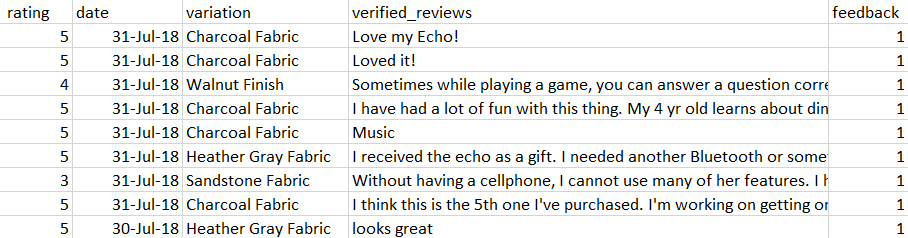 rating date variation verified_reviews feedback
5 31-Jul-18 Charcoal Fabric Love my Echo! 1
5 31-Jul-18 Charcoal Fabric Loved it! 1
4 31-Jul-18 Walnut Finish Sometimes while playing a game, you can answer a question corre 1
5 31-Jul-18 Charcoal Fabric I have had a lot of fun with this thing. My 4 yr old learns about din 1
5 31-Jul-18 Charcoal Fabric Music 1
5 31-Jul-18 Heather Gray Fabric I received the echo as a gift. I needed another Bluetooth or some 1
3 31-Jul-18 Sandstone Fabric Without having a cellphone, I cannot use many of her features. I 1
5 31-Jul-18 Charcoal Fabric I think this is the 5th one I've purchased. I'm working on getting 1
5 30-Jul-18 Heather Gray Fabric looks great 1